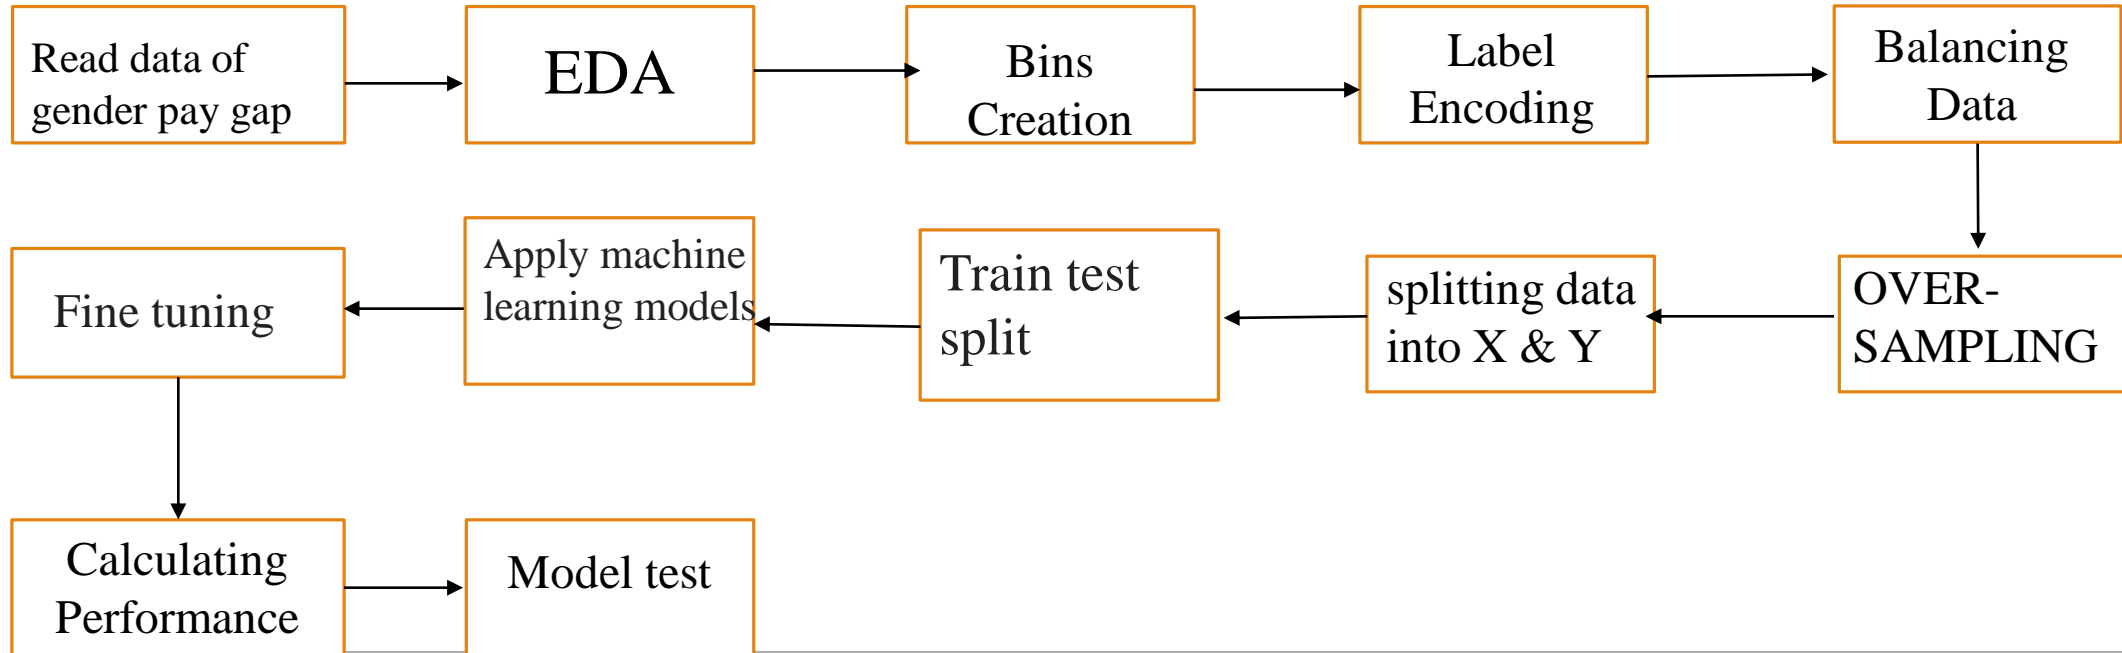 Read data of
gender pay gap
EDA
Bins
Creation
Label
Encoding
Balancing
Data
OVER-
SAMPLING
splitting data
into X & Y
Train test
split
Apply machine
learning models
Fine tuning
Calculating
Performance
Model test